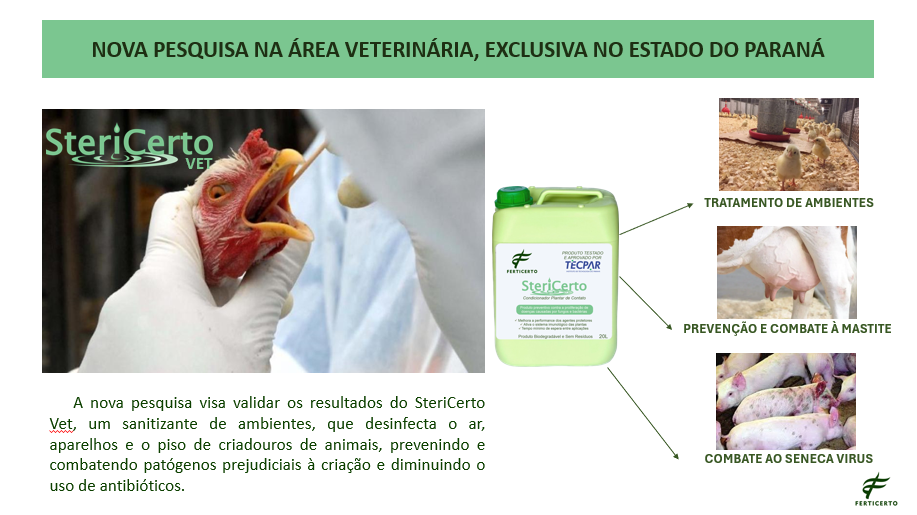 NOVA PESQUISA NA ÁREA VETERINÁRIA, EXCLUSIVA NO ESTADO DO PARANÁ
SteriCerto
VET
A nova pesquisa visa validar os resultados do SteriCerto
Vet, um sanitizante de ambientes, que desinfecta o ar,
aparelhos e o piso de criadouros de animais, prevenindo e
combatendo patógenos prejudiciais à criação e diminuindo o
uso de antibióticos.
FERTICERTO
PRODUTO TESTADO
E APROVADO POR
TECPAR
SteriCerto
Condicionador Plantar de Contato
Produto Biodegradável e Sem Resíduos 20L
TRATAMENTO DE AMBIENTES
PREVENÇÃO E COMBATE À MASTITE
COMBATE AO SENECA VIRUS
FERTICERTO